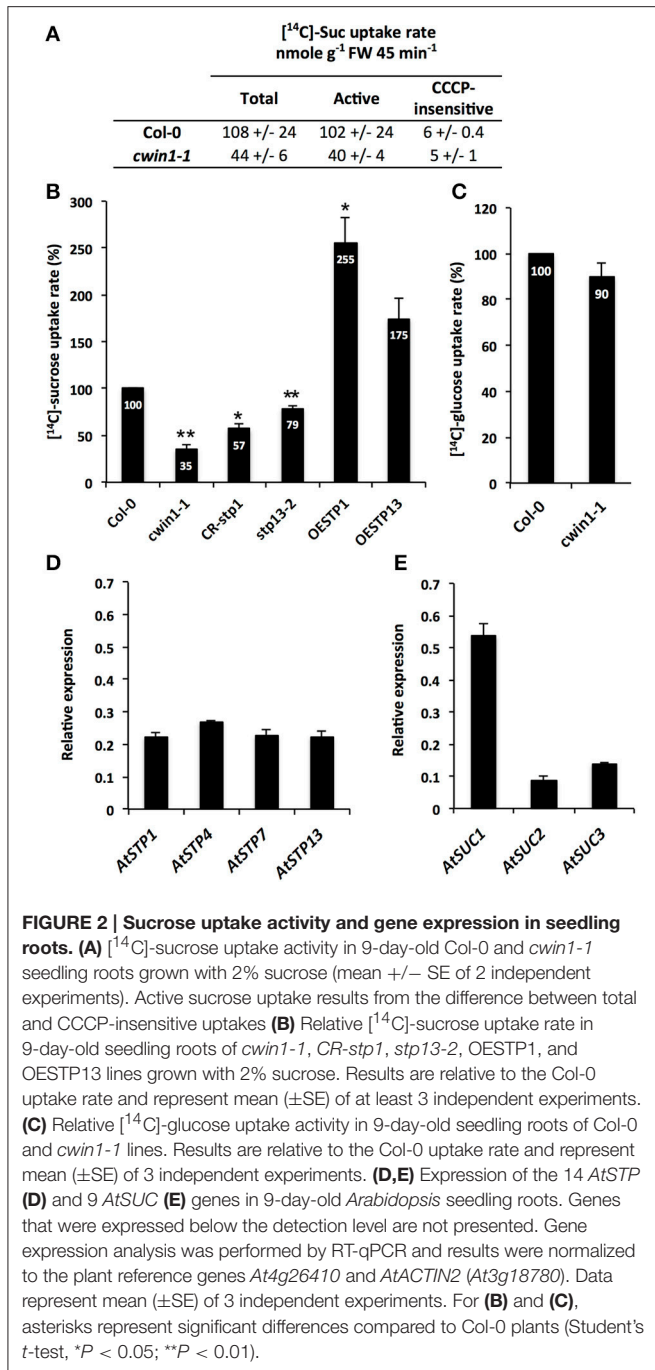 A
[14C]-Suc uptake rate
nmole g-1 FW 45 min-1
Total Active CCCP-insensitive
Col-0 108 +/- 24 102 +/- 24 6 +/- 0.4
cwin1-1 44 +/- 6 40 +/- 4 5 +/- 1
B
[14C]-sucrose uptake rate (%)
300
250
200
150
100
50
0
100
**
35
*
57
**
79
*
255
175
Col-0 cwin1-1 CR-stp1 stp13-2 OESTP1 OESTP13
C
[14C]-glucose uptake rate (%)
120
100
80
60
40
20
0
100
90
Col-0 cwin1-1
D
Relative expression
0.7
0.6
0.5
0.4
0.3
0.2
0.1
0
AtSTP1 AtSTP4 AtSTP7 AtSTP13
E
Relative expression
0.7
0.6
0.5
0.4
0.3
0.2
0.1
0
AtSUC1 AtSUC2 AtSUC3
FIGURE 2 | Sucrose uptake activity and gene expression in seedling
roots. (A) [14C]-sucrose uptake activity in 9-day-old Col-0 and cwin1-1
seedling roots grown with 2% sucrose (mean +/− SE of 2 independent
experiments). Active sucrose uptake results from the difference between total
and CCCP-insensitive uptakes (B) Relative [14C]-sucrose uptake rate in
9-day-old seedling roots of cwin1-1, CR-stp1, stp13-2, OESTP1, and
OESTP13 lines grown with 2% sucrose. Results are relative to the Col-0
uptake rate and represent mean (±SE) of at least 3 independent experiments.
(C) Relative [14C]-glucose uptake activity in 9-day-old seedling roots of Col-0
and cwin1-1 lines. Results are relative to the Col-0 uptake rate and represent
mean (±SE) of 3 independent experiments. (D,E) Expression of the 14 AtSTP
(D) and 9 AtSUC (E) genes in 9-day-old Arabidopsis seedling roots. Genes
that were expressed below the detection level are not presented. Gene
expression analysis was performed by RT-qPCR and results were normalized
to the plant reference genes At4g26410 and AtACTIN2 (At3g18780). Data
represent mean (±SE) of 3 independent experiments. For (B) and (C),
asterisks represent significant differences compared to Col-0 plants (Student's
t-test, *P < 0.05; **P < 0.01).